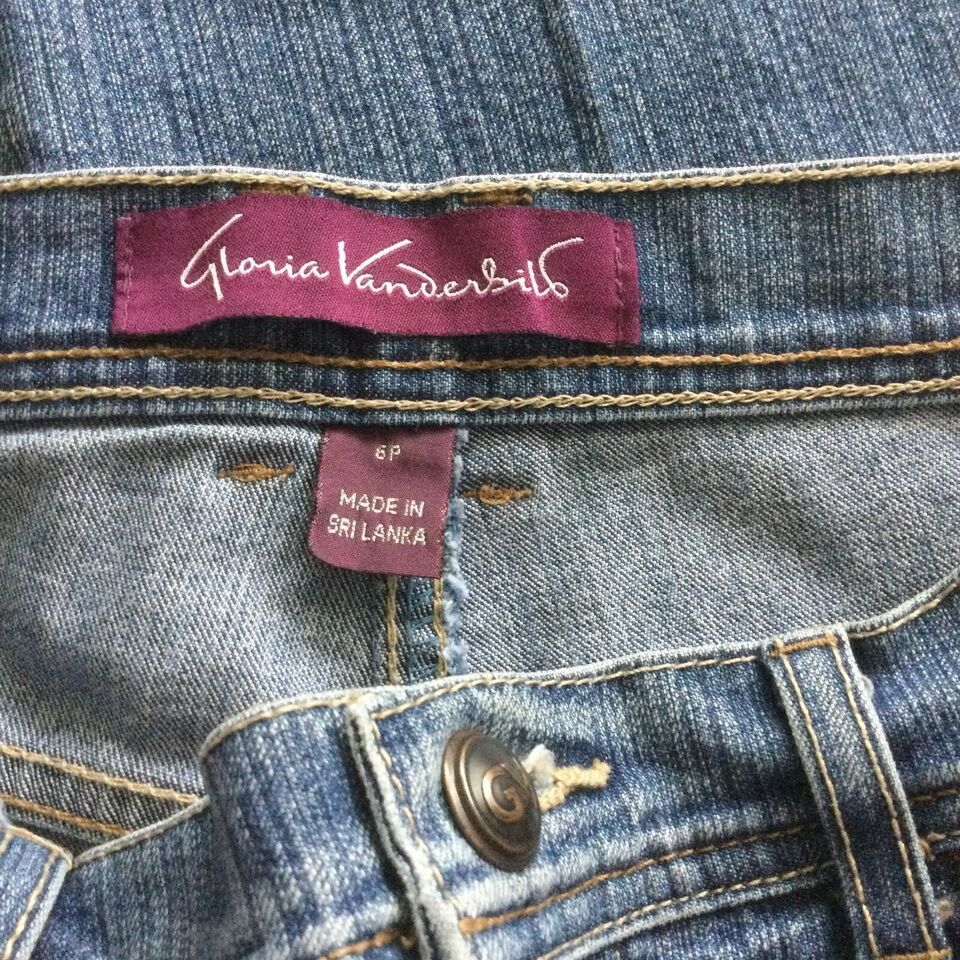 Gloria Vanderbilt
6P
MADE IN
SRI LANKA
G